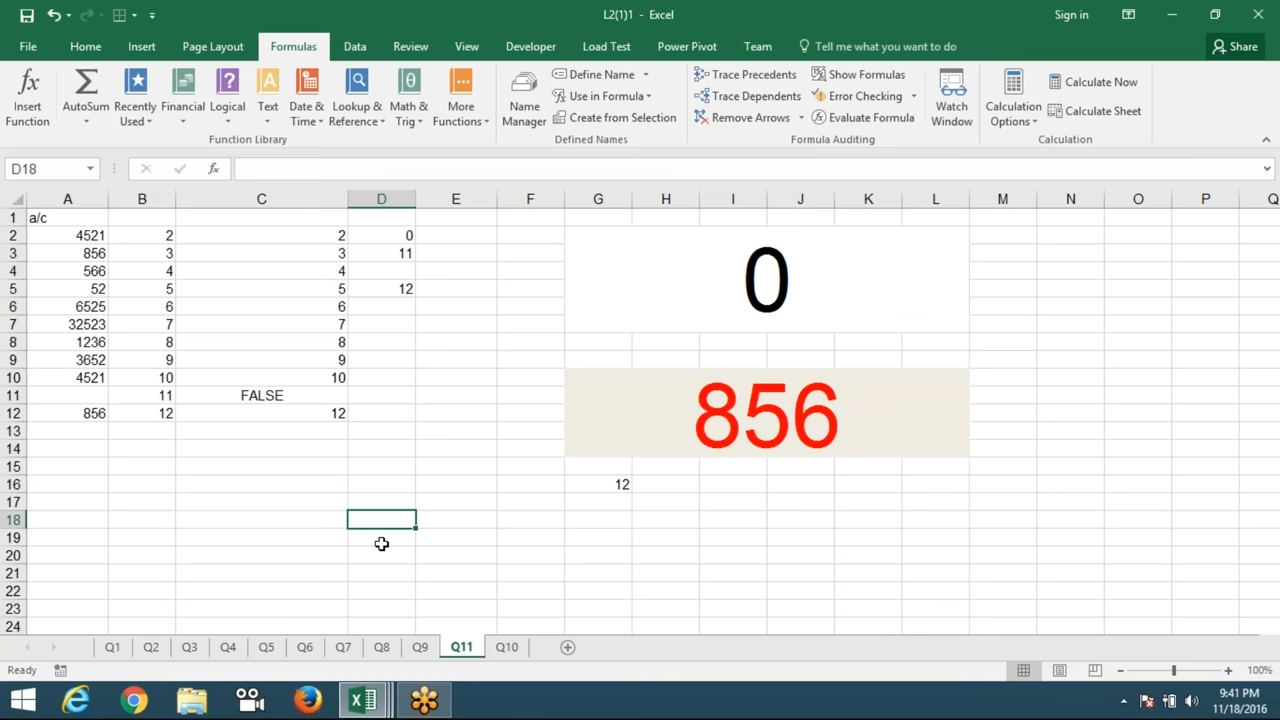 L2(1)1 - Excel
Sign in
File Home Insert Page Layout Formulas Data Review View Developer Load Test Power Pivot Team Tell me what you want to do Share
Insert Function
AutoSum
Recently Used
Financial
Logical
Text
Date & Time
Lookup & Reference
Math & Trig
More Functions
Function Library
Name Manager
Define Name
Use in Formula
Create from Selection
Defined Names
Trace Precedents
Trace Dependents
Remove Arrows
Show Formulas
Error Checking
Evaluate Formula
Formula Auditing
Watch Window
Calculation Options
Calculate Now
Calculate Sheet
Calculation
D18 fx
A B C D E F G H I J K L M N O P Q
1 a/c
2 4521 2 2 0
3 856 3 3 11
4 566 4 4
5 52 5 5 12
6 6525 6 6
7 32523 7 7
8 1236 8 8
9 3652 9 9
10 4521 10 10
11 11 FALSE
12 856 12 12
13
14
15
16 12
17
18
19
20
21
22
23
24
0
856
Q1 Q2 Q3 Q4 Q5 Q6 Q7 Q8 Q9 Q11 Q10
Ready 100%
9:41 PM
11/18/2016